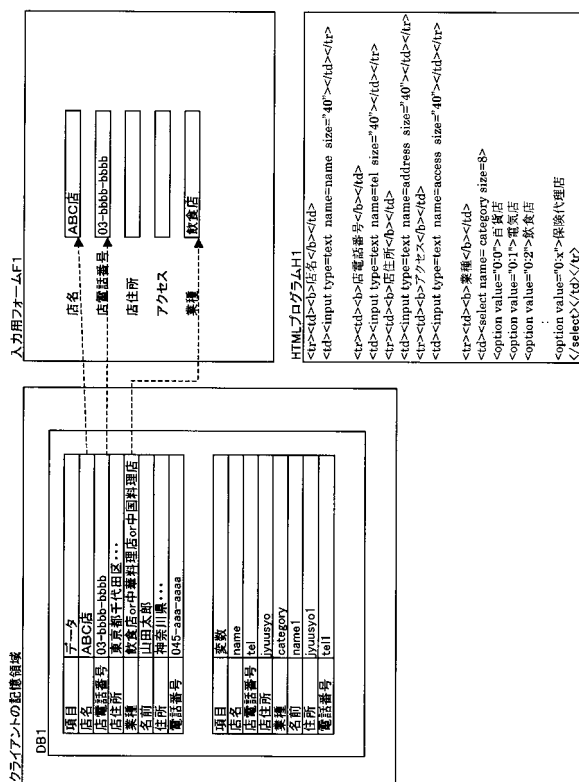 クライアントの記憶領域
DB1
項目 データ
店名 ABC店
店電話番号 03-bbbb-bbbb
店住所 東京都千代田区・・・
業種 飲食店or中華料理店or中国料理店
名前 山田太郎
住所 神奈川県・・・
電話番号 045-aaa-aaaa
項目 変数
店名 name
店電話番号 tel
店住所 jyuusyo
業種 category
名前 name1
住所 jyuusyo1
電話番号 tel1
入力用フォームF1
店名 ABC店
店電話番号 03-bbbb-bbbb
店住所
アクセス
業種 飲食店
HTMLプログラムH1
<tr><td><b>店名</b></td>
<td><input type=text name=name size="40"></td></tr>
<tr><td><b>店電話番号</b></td>
<td><input type=text name=tel size="40"></td></tr>
<tr><td><b>店住所</b></td>
<td><input type=text name=address size="40"></td></tr>
<tr><td><b>アクセス</b></td>
<td><input type=text name=access size="40"></td></tr>
<tr><td><b>業種</b></td>
<td><select name= category size=8>
<option value="0:0">百貨店
<option value="0:1">電気店
<option value="0:2">飲食店
:
<option value="0:x">保険代理店
</select></td></tr>